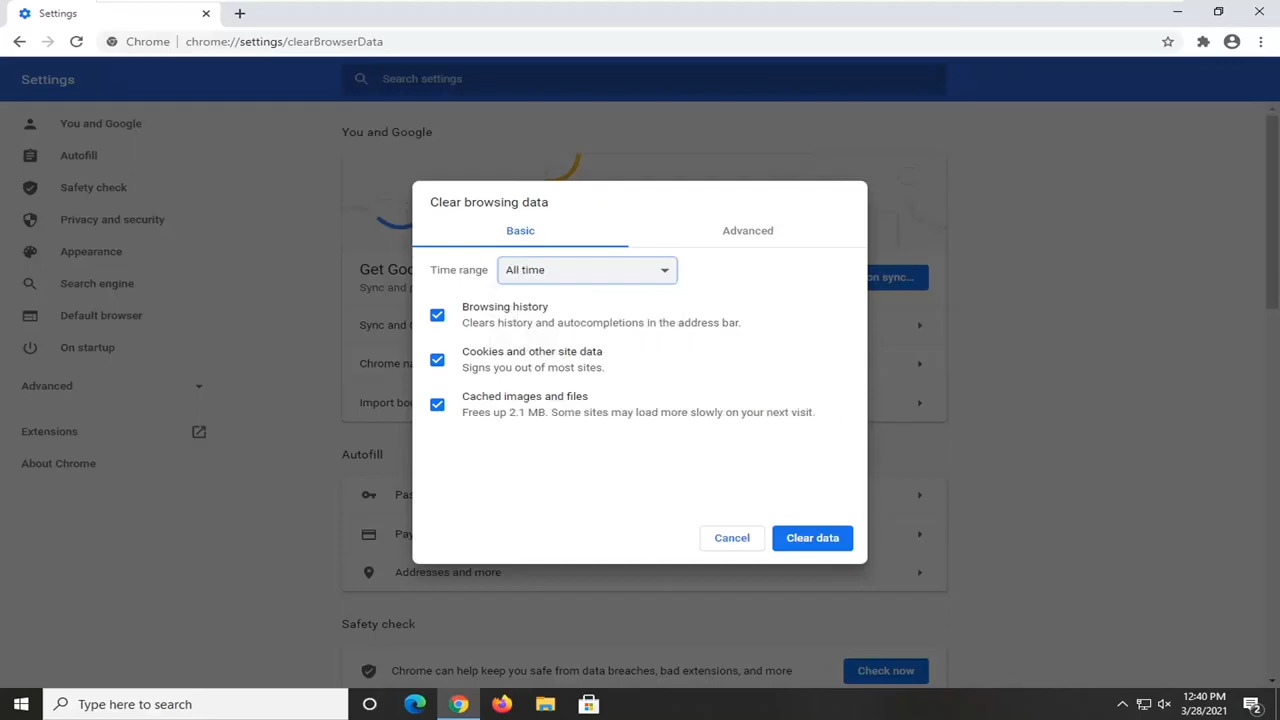 Settings
Chrome
chrome://settings/clearBrowserData
Settings
Search settings
You and Google
Autofill
Safety check
Privacy and security
Appearance
Search engine
Default browser
On startup
Advanced
Extensions
About Chrome
You and Google
Get Goo
Sync and
on sync...
Sync and G
Chrome na
Import boo
Clear browsing data
Basic
Advanced
Time range
All time
Browsing history
Clears history and autocompletions in the address bar.
Cookies and other site data
Signs you out of most sites.
Cached images and files
Frees up 2.1 MB. Some sites may load more slowly on your next visit.
Cancel
Clear data
Autofill
Pas
Pay
Addresses and more
Safety check
Chrome can help keep you safe from data breaches, bad extensions, and more
Check now
Type here to search
12:40 PM
3/28/2021
2